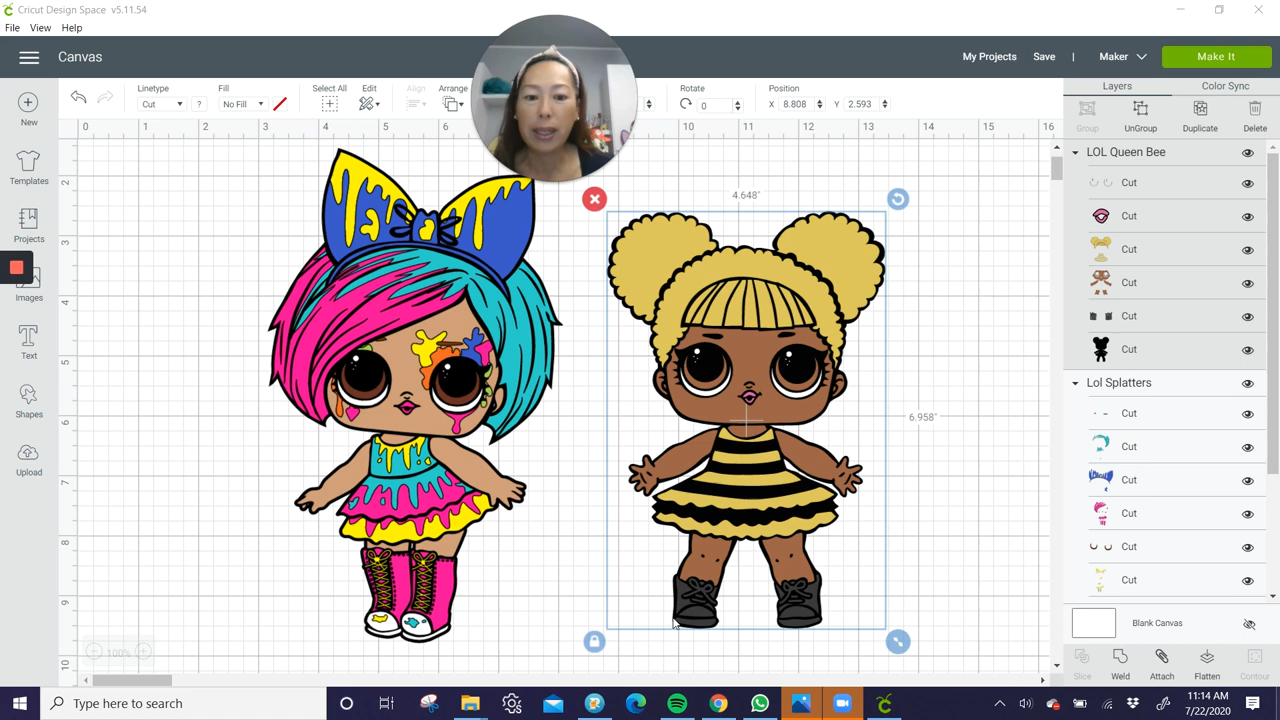 Cricut Design Space v5.11.54
File View Help
Canvas
My Projects Save | Maker Make It
Linetype Fill Select All Edit Align Arrange Rotate Position
Cut ? No Fill 0 X 8.808 Y 2.593
Layers Color Sync
Group UnGroup Duplicate Delete
New
Templates
Projects
Images
Text
Shapes
Upload
0 1 2 3 4 5 6 10 11 12 13 14 15 16
2
3
4
5
6
7
8
9
10
4.648"
6.958"
100%
LOL Queen Bee
Cut
Cut
Cut
Cut
Cut
Cut
Lol Splatters
Cut
Cut
Cut
Cut
Cut
Cut
Blank Canvas
Slice Weld Attach Flatten Contour
Type here to search
11:14 AM
7/22/2020